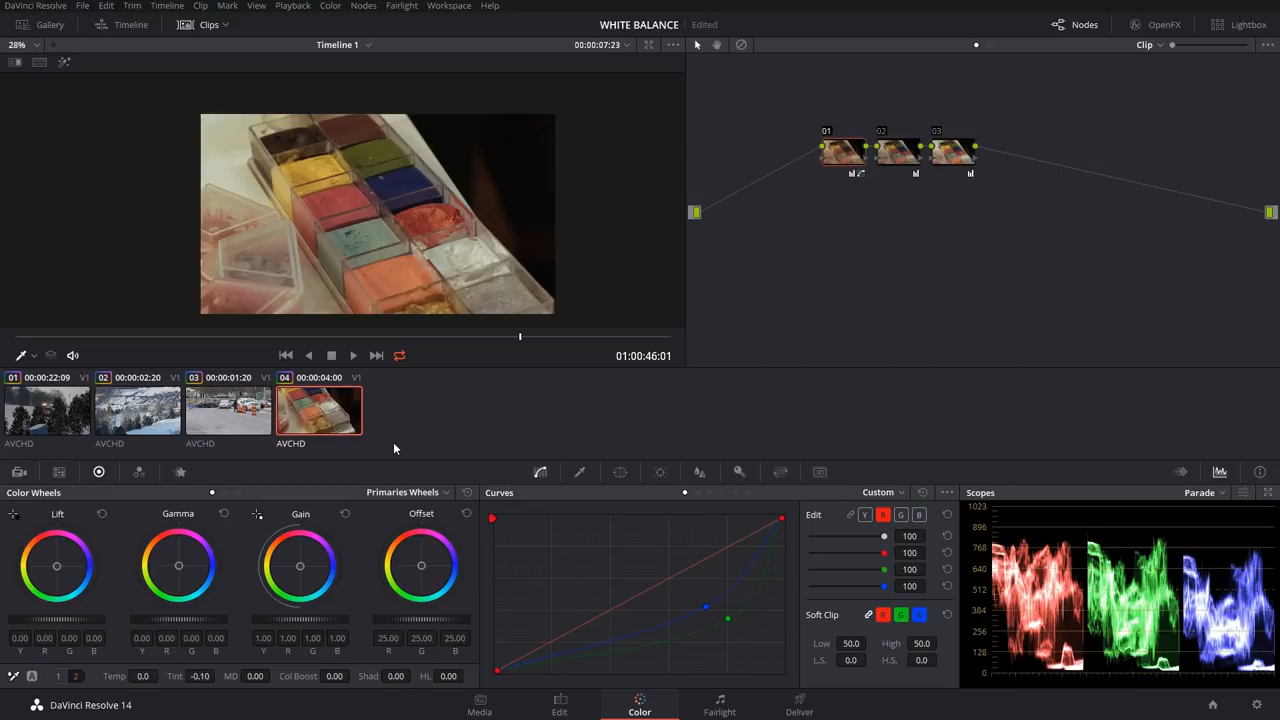 DaVinci Resolve File Edit Trim Timeline Clip Mark View Playback Color Nodes Fairlight Workspace Help
Gallery Timeline Clips WHITE BALANCE Edited Nodes OpenFX Lightbox
28% Timeline 1 00:00:07:23 Clip
01 02 03
01:00:46:01
01 00:00:22:09 V1 02 00:00:02:20 V1 03 00:00:01:20 V1 04 00:00:04:00 V1
AVCHD AVCHD AVCHD AVCHD
Color Wheels Primaries Wheels Curves Custom Scopes Parade
Lift Gamma Gain Offset Edit Y R G B
1023
896
768
640
512
384
256
128
0
100
100
100
100
Soft Clip R G B
0.00 0.00 0.00 0.00 0.00 0.00 0.00 0.00 1.00 1.00 1.00 1.00 25.00 25.00 25.00
Y R G B Y R G B Y R G B R G B
Low 50.0 High 50.0
L.S. 0.0 H.S. 0.0
A 1 2 Temp 0.0 Tint -0.10 MD 0.00 Col Boost 0.00 Shad 0.00 HL 0.00
DaVinci Resolve 14 Media Edit Color Fairlight Deliver